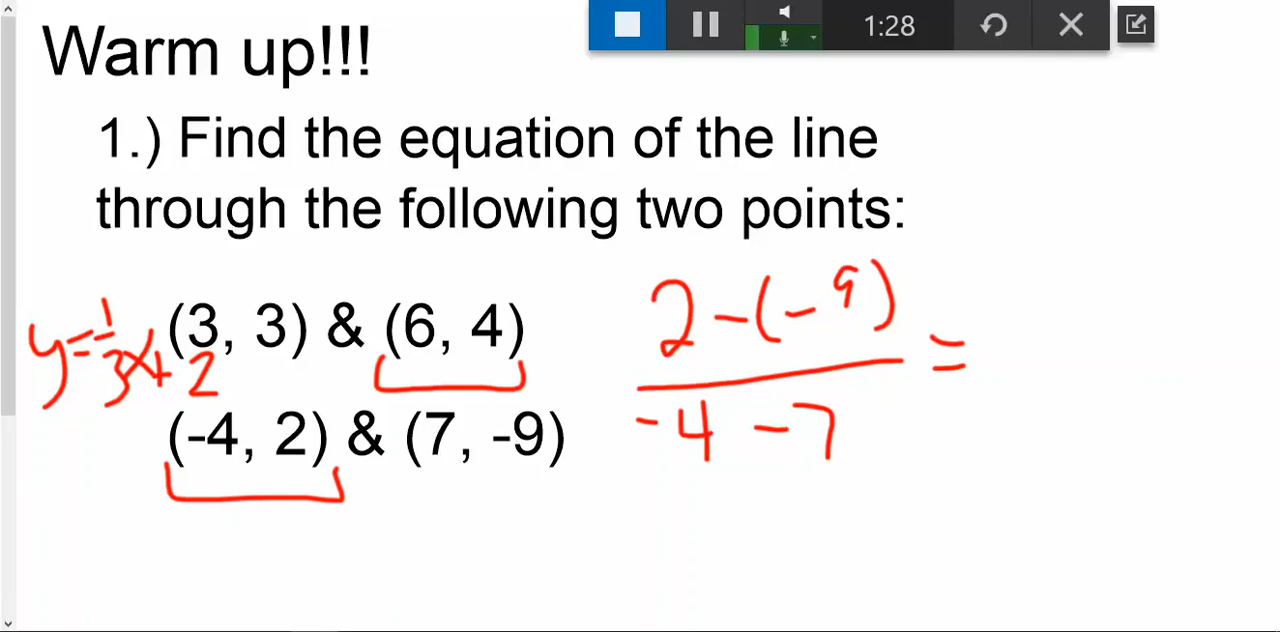 Warm up!!!
1:28
1.) Find the equation of the line
through the following two points:
(3, 3) & (6, 4)
y=1/3x+2
(-4, 2) & (7, -9)
2-(-9)
-4-7
=